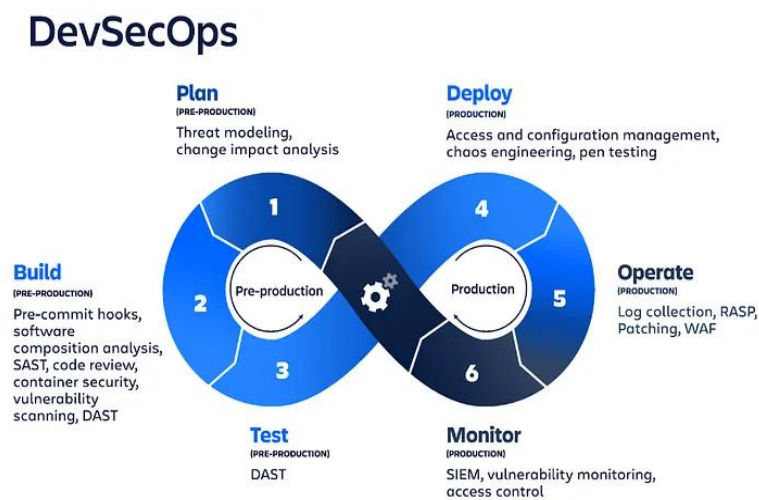 DevSecOps
Plan
(PRE-PRODUCTION)
Threat modeling,
change impact analysis
Deploy
(PRODUCTION)
Access and configuration management,
chaos engineering, pen testing
1
4
Build
(PRE-PRODUCTION)
Pre-commit hooks,
software
composition analysis,
SAST, code review,
container security,
vulnerability
scanning, DAST
2
Pre-production
Production
5
Operate
(PRODUCTION)
Log collection, RASP,
Patching, WAF
3
6
Test
(PRE-PRODUCTION)
DAST
Monitor
(PRODUCTION)
SIEM, vulnerability monitoring,
access control